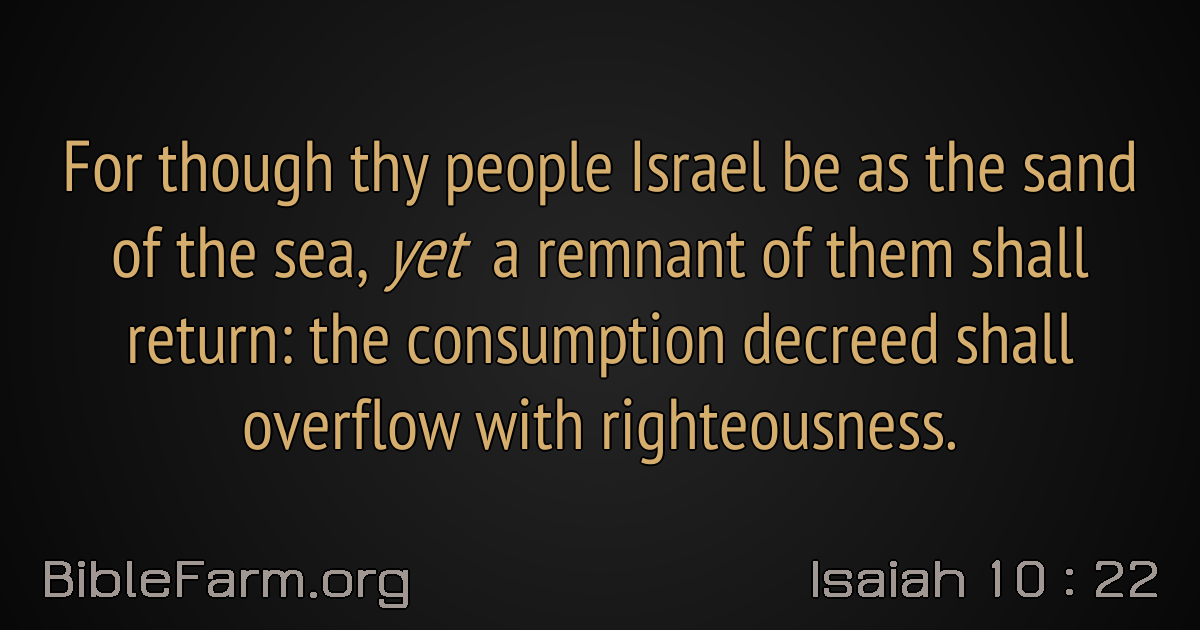 For though thy people Israel be as the sand
of the sea, yet a remnant of them shall
return: the consumption decreed shall
overflow with righteousness.
BibleFarm.org
Isaiah 10 : 22